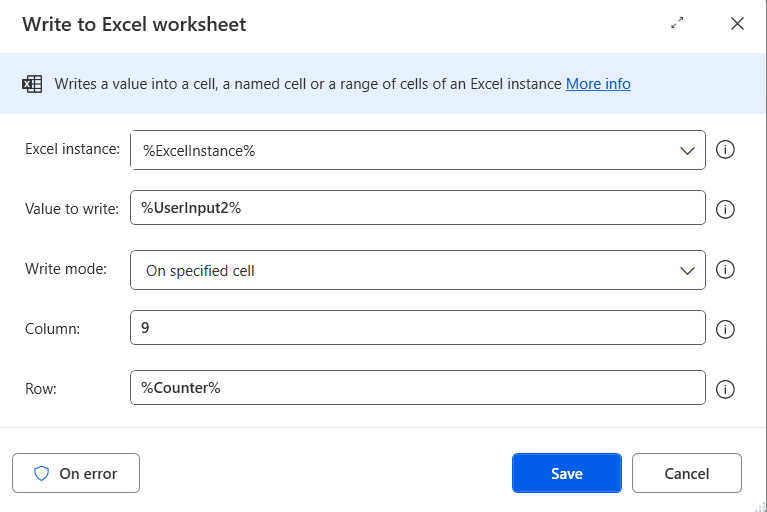 Write to Excel worksheet
Writes a value into a cell, a named cell or a range of cells of an Excel instance More info
Excel instance: %ExcelInstance%
Value to write: %UserInput2%
Write mode: On specified cell
Column: 9
Row: %Counter%
On error Save Cancel